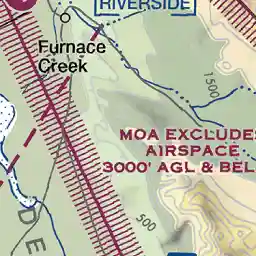 RIVERSIDE
Furnace
Creek
1500
MOA EXCLUDES
AIRSPACE
3000' AGL & BEL
500
D E